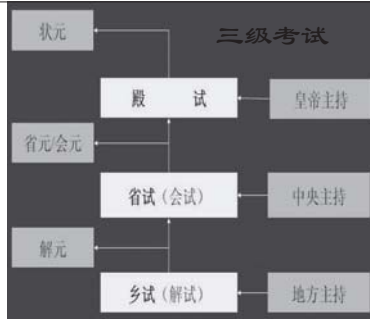 状元
三级考试
殿 试
皇帝主持
省元/会元
省试（会试）
中央主持
解元
乡试（解试）
地方主持